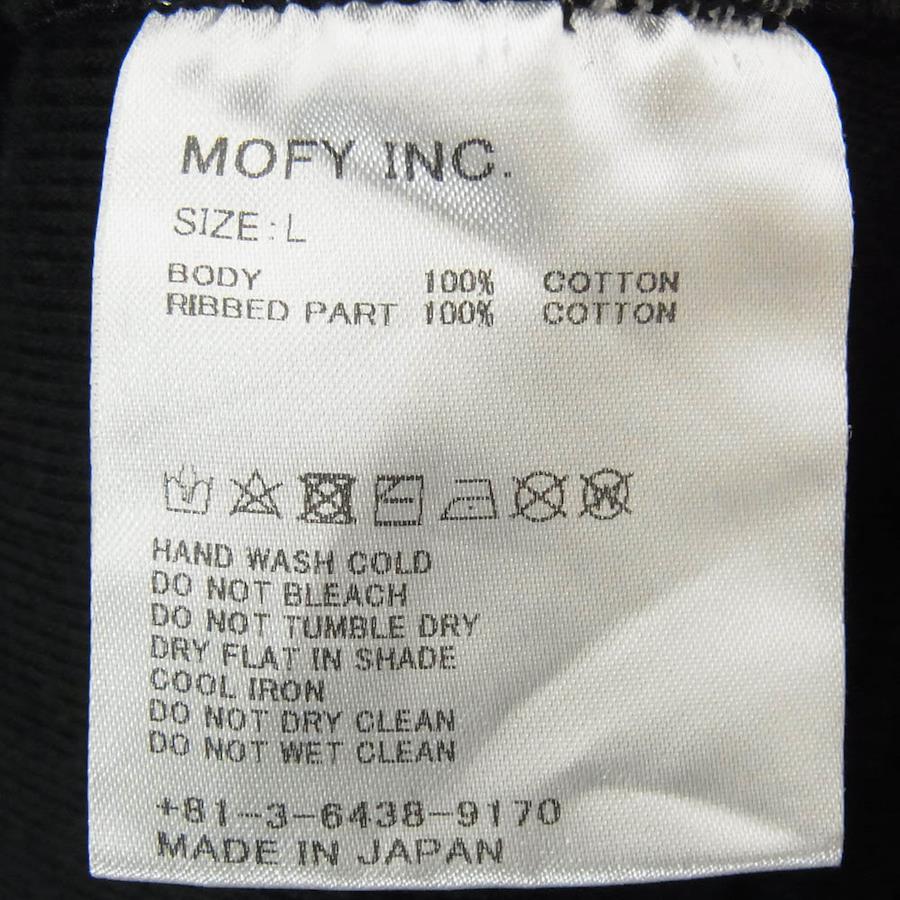 MOFY INC.
SIZE: L
BODY 100% COTTON
RIBBED PART 100% COTTON
W
HAND WASH COLD
DO NOT BLEACH
DO NOT TUMBLE DRY
DRY FLAT IN SHADE
COOL IRON
DO NOT DRY CLEAN
DO NOT WET CLEAN
+81-3-6438-9170
MADE IN JAPAN